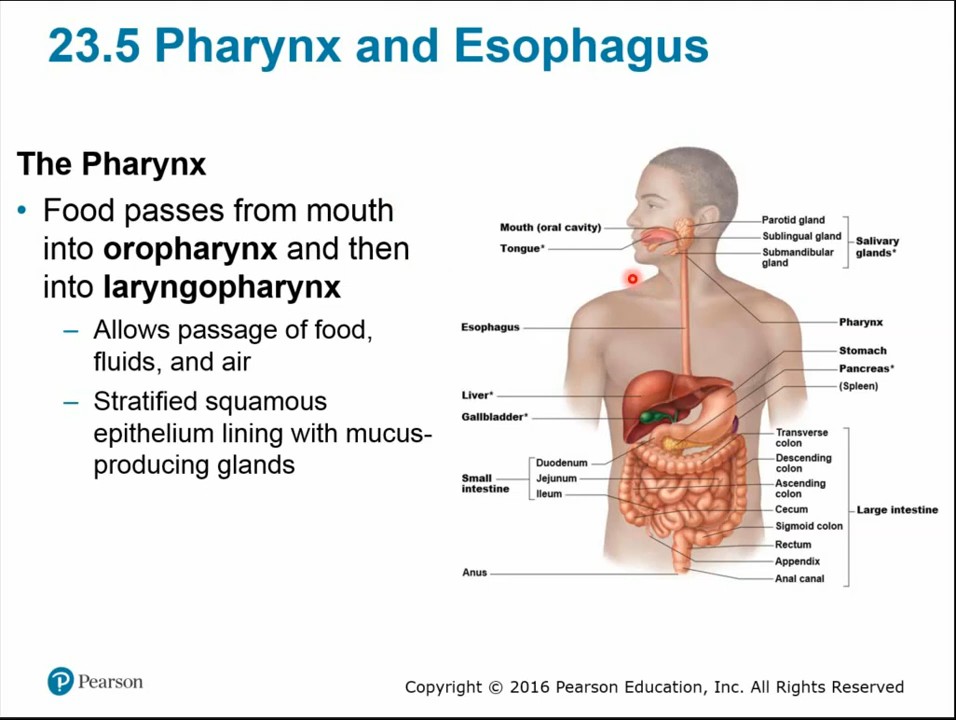 23.5 Pharynx and Esophagus
The Pharynx
• Food passes from mouth
into oropharynx and then
into laryngopharynx
– Allows passage of food,
fluids, and air
– Stratified squamous
epithelium lining with mucus-
producing glands
Mouth (oral cavity)
Tongue*
Esophagus
Liver*
Gallbladder*
Small
intestine
Duodenum
Jejunum
Ileum
Anus
Parotid gland
Sublingual gland
Submandibular
gland
Salivary
glands*
Pharynx
Stomach
Pancreas*
(Spleen)
Transverse
colon
Descending
colon
Ascending
colon
Cecum
Sigmoid colon
Rectum
Appendix
Anal canal
Large intestine
P Pearson
Copyright © 2016 Pearson Education, Inc. All Rights Reserved